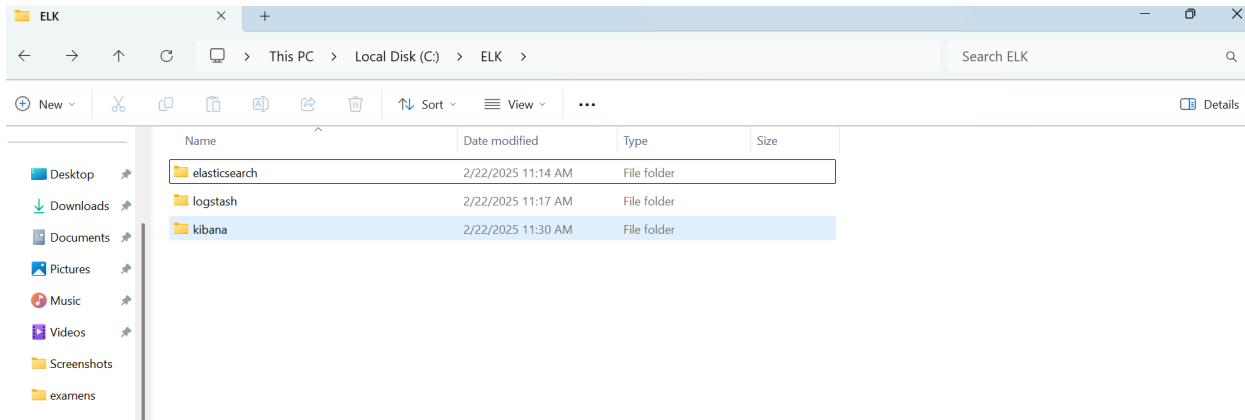 ELK
This PC > Local Disk (C:) > ELK >
Search ELK
New
Sort
View
Details
Name Date modified Type Size
elasticsearch 2/22/2025 11:14 AM File folder
logstash 2/22/2025 11:17 AM File folder
kibana 2/22/2025 11:30 AM File folder
Desktop
Downloads
Documents
Pictures
Music
Videos
Screenshots
examens